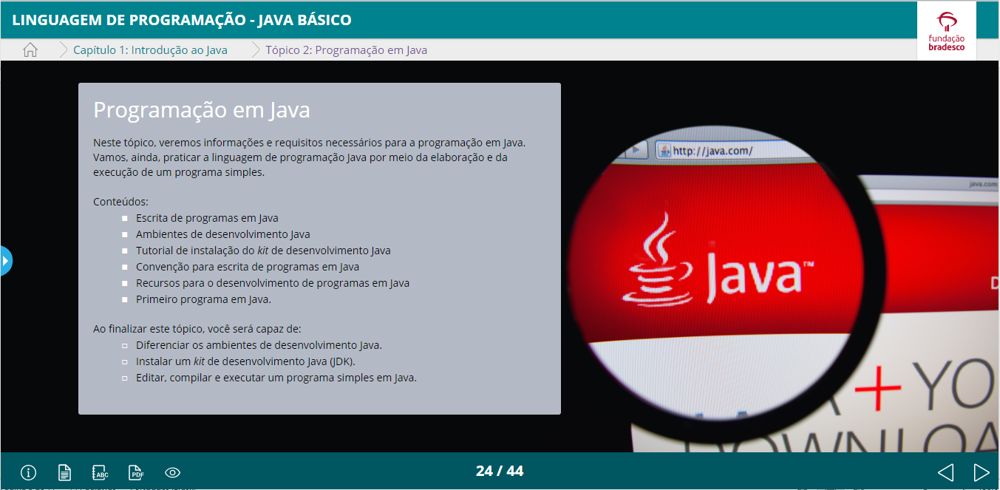 LINGUAGEM DE PROGRAMAÇÃO - JAVA BÁSICO
fundação
bradesco
Capítulo 1: Introdução ao Java
Tópico 2: Programação em Java
Programação em Java
Neste tópico, veremos informações e requisitos necessários para a programação em Java.
Vamos, ainda, praticar a linguagem de programação Java por meio da elaboração e da
execução de um programa simples.
Conteúdos:
Escrita de programas em Java
Ambientes de desenvolvimento Java
Tutorial de instalação do kit de desenvolvimento Java
Convenção para escrita de programas em Java
Recursos para o desenvolvimento de programas em Java
Primeiro programa em Java.
Ao finalizar este tópico, você será capaz de:
Diferenciar os ambientes de desenvolvimento Java.
Instalar um kit de desenvolvimento Java (JDK).
Editar, compilar e executar um programa simples em Java.
http://java.com/
java.com
Java™
D
+ YO
DOWNLOA
ABC
PDF
24 / 44